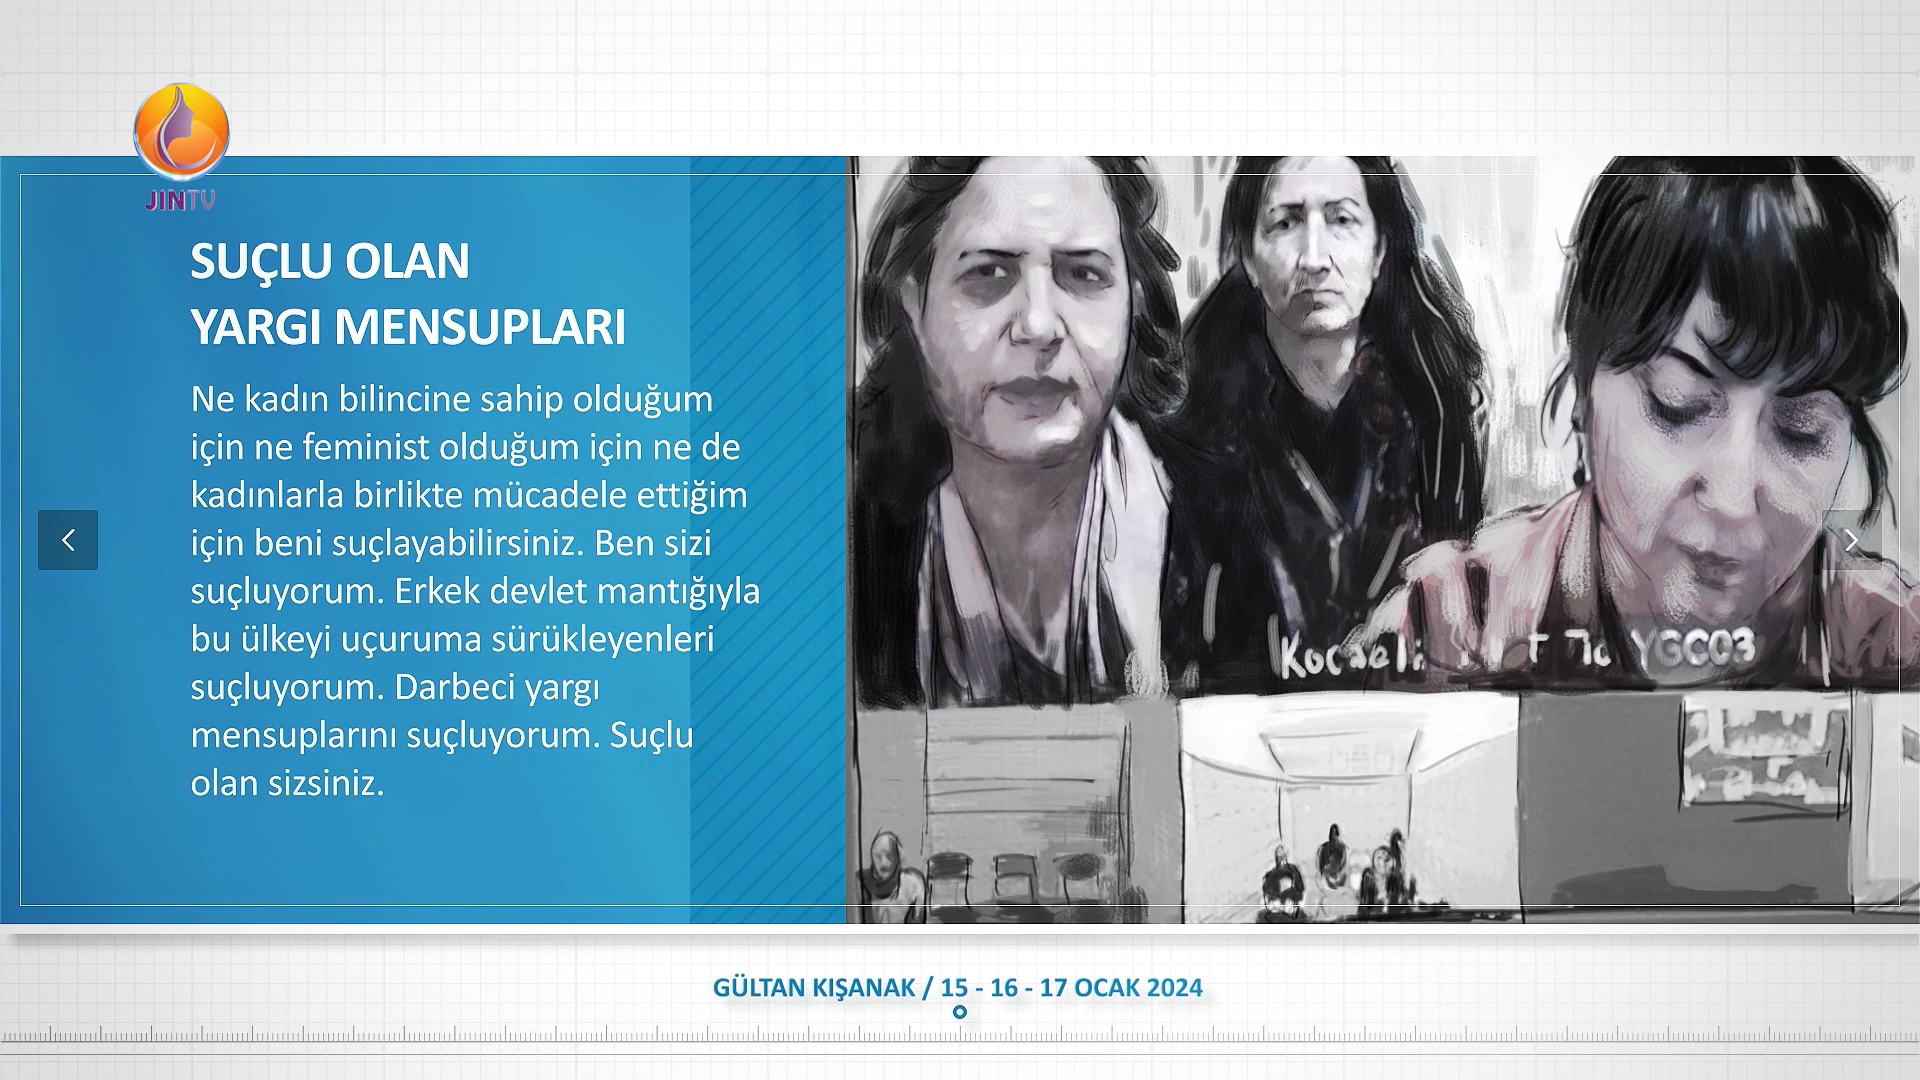 JINTV
SUÇLU OLAN
YARGI MENSUPLARI
Ne kadın bilincine sahip olduğum
için ne feminist olduğum için ne de
kadınlarla birlikte mücadele ettiğim
için beni suçlayabilirsiniz. Ben sizi
suçluyorum. Erkek devlet mantığıyla
bu ülkeyi uçuruma sürükleyenleri
suçluyorum. Darbeci yargı
mensuplarını suçluyorum. Suçlu
olan sizsiniz.
Kocaeli YGC03
GÜLTAN KIŞANAK / 15 - 16 - 17 OCAK 2024